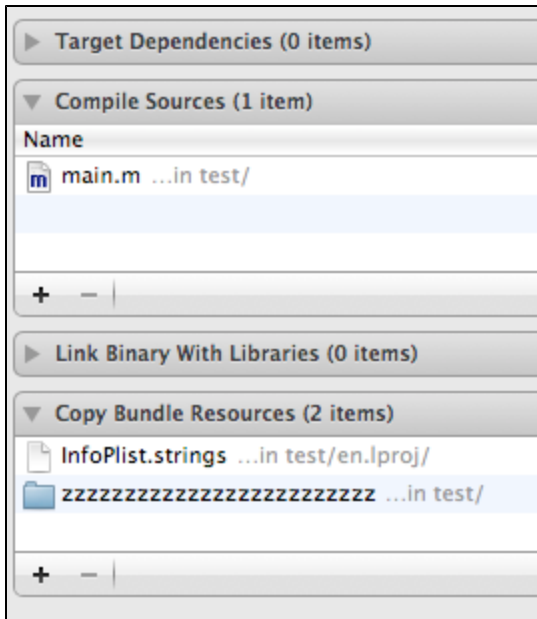 Target Dependencies (0 items)
Compile Sources (1 item)
Name
m main.m ...in test/
+ −
Link Binary With Libraries (0 items)
Copy Bundle Resources (2 items)
InfoPlist.strings ...in test/en.lproj/
zzzzzzzzzzzzzzzzzzzzzzzzz ...in test/
+ −